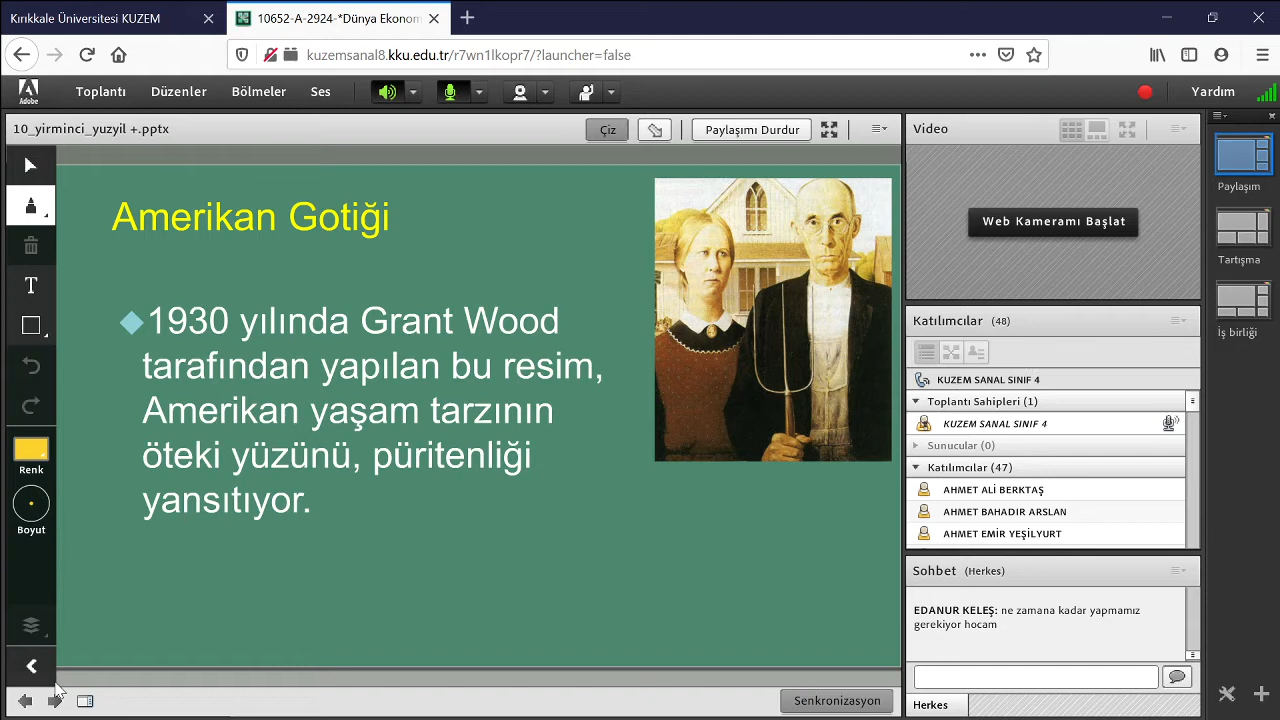 Kırıkkale Üniversitesi KUZEM
10652-A-2924-*Dünya Ekonom
kuzemsanal8.kku.edu.tr/r7wn1lkopr7/?launcher=false
Adobe
Toplantı
Düzenler
Bölmeler
Ses
Yardım
10_yirminci_yuzyil +.pptx
Çiz
Paylaşımı Durdur
Amerikan Gotiği
1930 yılında Grant Wood
tarafından yapılan bu resim,
Amerikan yaşam tarzının
öteki yüzünü, püritenliği
yansıtıyor.
T
Renk
Boyut
Senkronizasyon
Video
Web Kameramı Başlat
Katılımcılar (48)
KUZEM SANAL SINIF 4
Toplantı Sahipleri (1)
KUZEM SANAL SINIF 4
Sunucular (0)
Katılımcılar (47)
AHMET ALİ BERKTAŞ
AHMET BAHADIR ARSLAN
AHMET EMİR YEŞİLYURT
Sohbet (Herkes)
EDANUR KELEŞ: ne zamana kadar yapmamız
gerekiyor hocam
Herkes
Paylaşım
Tartışma
İş birliği